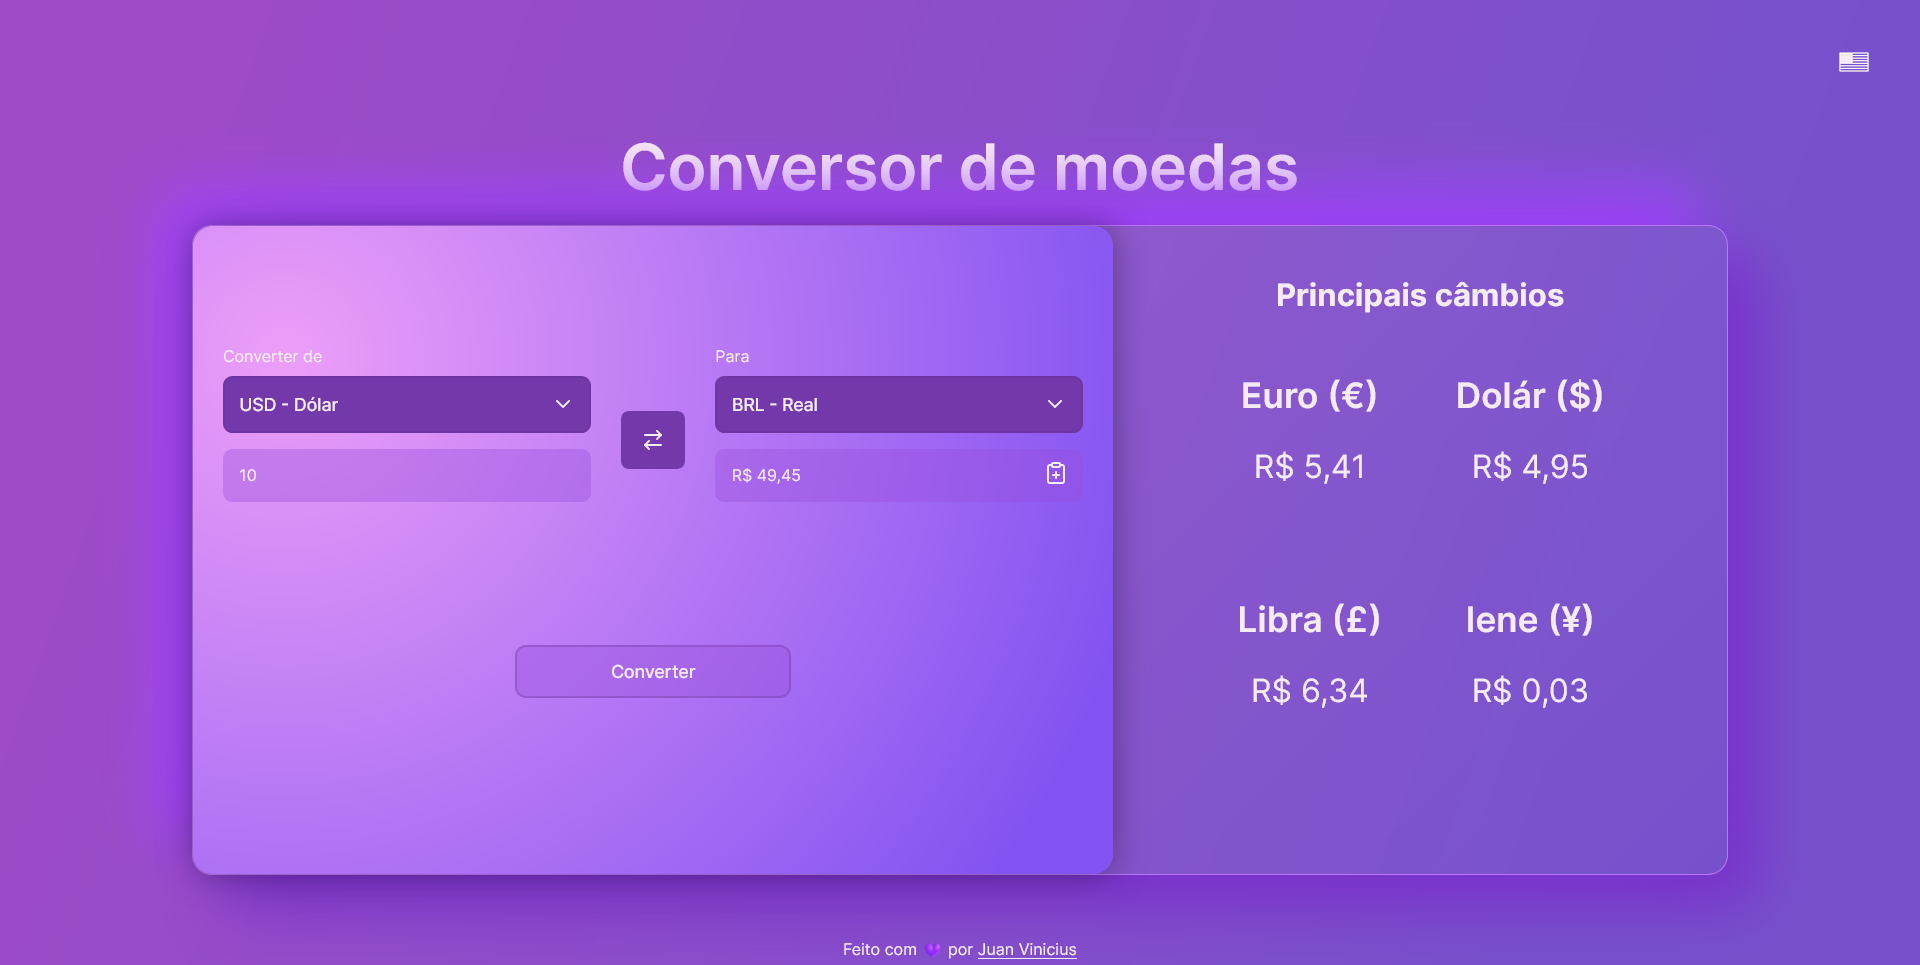 Conversor de moedas
Converter de
USD - Dólar
10
Para
BRL - Real
R$ 49,45
Converter
Principais câmbios
Euro (€)
R$ 5,41
Dolár ($)
R$ 4,95
Libra (£)
R$ 6,34
Iene (¥)
R$ 0,03
Feito com 💜 por Juan Vinicius